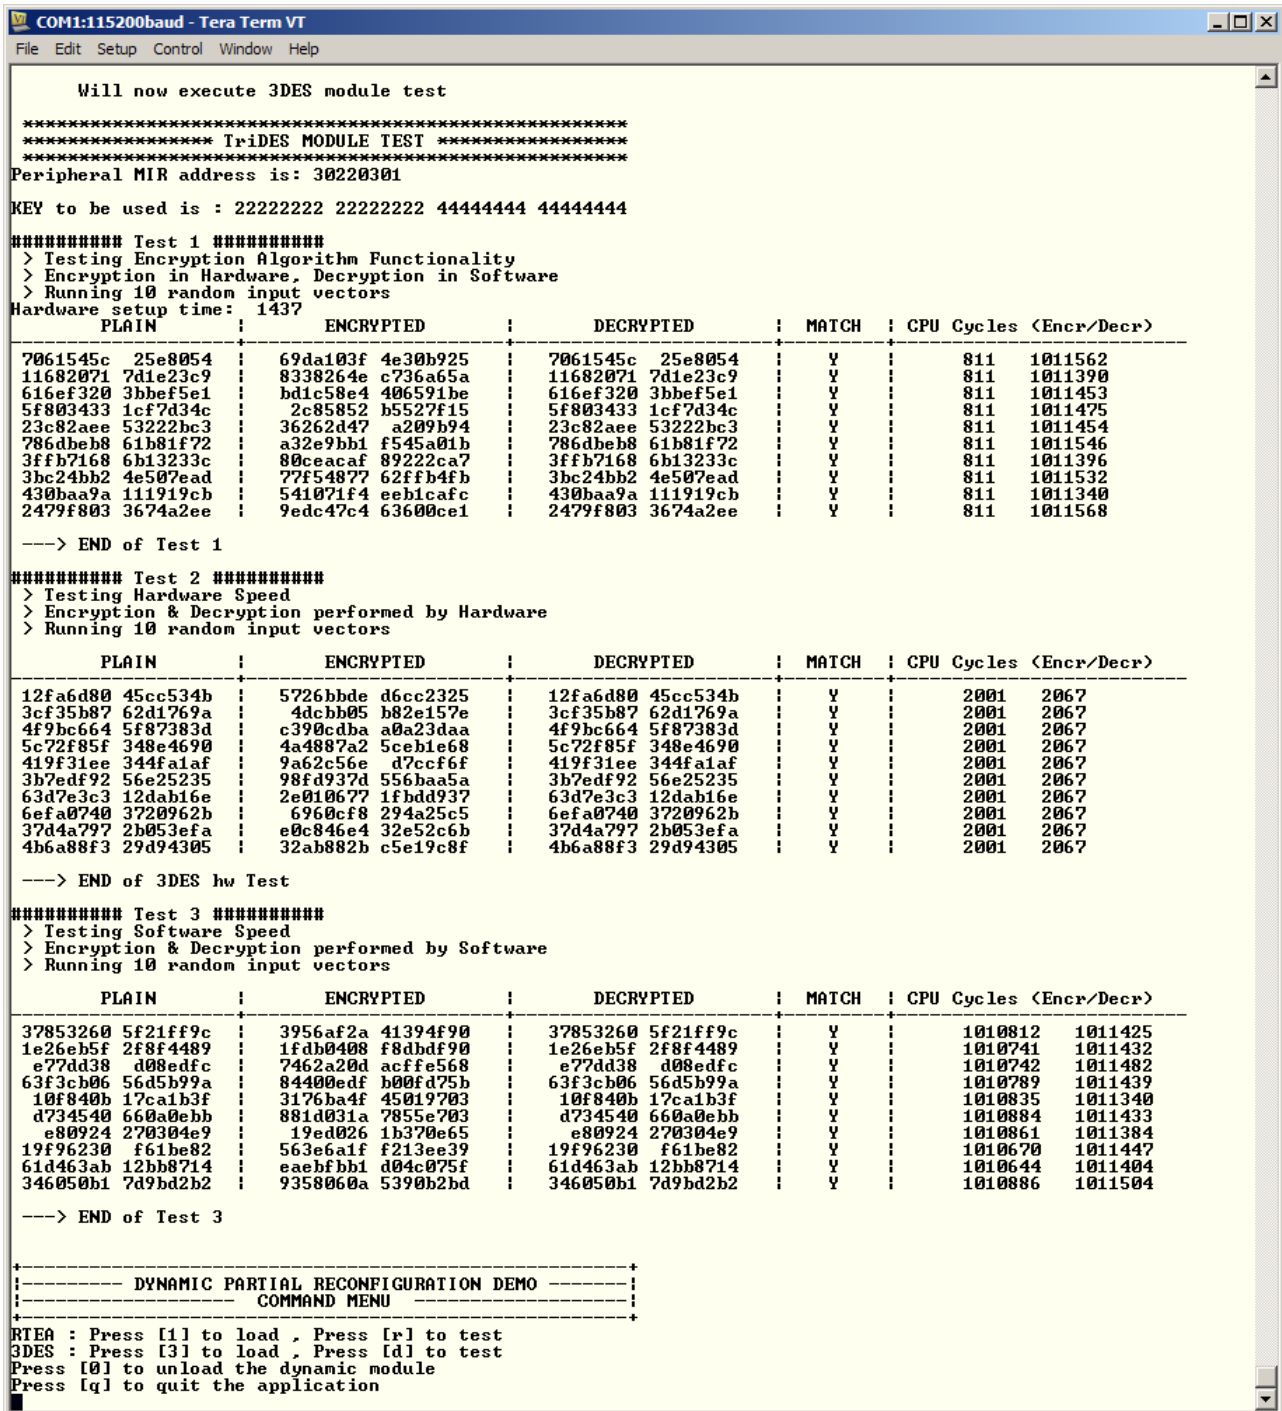 COM1:115200baud - Tera Term VT
File Edit Setup Control Window Help
Will now execute 3DES module test
******************************************************
***************** TriDES MODULE TEST *****************
******************************************************
Peripheral MIR address is: 30220301
KEY to be used is : 22222222 22222222 44444444 44444444
########## Test 1 ##########
> Testing Encryption Algorithm Functionality
> Encryption in Hardware, Decryption in Software
> Running 10 random input vectors
Hardware setup time: 1437
PLAIN | ENCRYPTED | DECRYPTED | MATCH | CPU Cycles (Encr/Decr)
7061545c 25e8054 | 69da103f 4e30b925 | 7061545c 25e8054 | Y | 811 1011562
11682071 7d1e23c9 | 8338264e c736a65a | 11682071 7d1e23c9 | Y | 811 1011390
616ef320 3bbef5e1 | bd1c58e4 406591be | 616ef320 3bbef5e1 | Y | 811 1011453
5f803433 1cf7d34c | 2c85852 b5527f15 | 5f803433 1cf7d34c | Y | 811 1011475
23c82aee 53222bc3 | 36262d47 a209b94 | 23c82aee 53222bc3 | Y | 811 1011454
786dbeb8 61b81f72 | a32e9bb1 f545a01b | 786dbeb8 61b81f72 | Y | 811 1011546
3ffb7168 6b13233c | 80ceacaf 89222ca7 | 3ffb7168 6b13233c | Y | 811 1011396
3bc24bb2 4e507ead | 77f54877 62ffb4fb | 3bc24bb2 4e507ead | Y | 811 1011532
430baa9a 111919cb | 541071f4 eeb1cafc | 430baa9a 111919cb | Y | 811 1011340
2479f803 3674a2ee | 9edc47c4 63600ce1 | 2479f803 3674a2ee | Y | 811 1011568
---> END of Test 1
########## Test 2 ##########
> Testing Hardware Speed
> Encryption & Decryption performed by Hardware
> Running 10 random input vectors
PLAIN | ENCRYPTED | DECRYPTED | MATCH | CPU Cycles (Encr/Decr)
12fa6d80 45cc534b | 5726bbde d6cc2325 | 12fa6d80 45cc534b | Y | 2001 2067
3cf35b87 62d1769a | 4dcbb05 b82e157e | 3cf35b87 62d1769a | Y | 2001 2067
4f9bc664 5f87383d | c390cdba a0a23daa | 4f9bc664 5f87383d | Y | 2001 2067
5c72f85f 348e4690 | 4a4887a2 5ceb1e68 | 5c72f85f 348e4690 | Y | 2001 2067
419f31ee 344fa1af | 9a62c56e d7ccf6f | 419f31ee 344fa1af | Y | 2001 2067
3b7edf92 56e25235 | 98fd937d 556baa5a | 3b7edf92 56e25235 | Y | 2001 2067
63d7e3c3 12dab16e | 2e010677 1fbdd937 | 63d7e3c3 12dab16e | Y | 2001 2067
6efa0740 3720962b | 6960cf8 294a25c5 | 6efa0740 3720962b | Y | 2001 2067
37d4a797 2b053efa | e0c846e4 32e52c6b | 37d4a797 2b053efa | Y | 2001 2067
4b6a88f3 29d94305 | 32ab882b c5e19c8f | 4b6a88f3 29d94305 | Y | 2001 2067
---> END of 3DES hw Test
########## Test 3 ##########
> Testing Software Speed
> Encryption & Decryption performed by Software
> Running 10 random input vectors
PLAIN | ENCRYPTED | DECRYPTED | MATCH | CPU Cycles (Encr/Decr)
37853260 5f21ff9c | 3956af2a 41394f90 | 37853260 5f21ff9c | Y | 1010812 1011425
1e26eb5f 2f8f4489 | 1fdb0408 f8dbdf90 | 1e26eb5f 2f8f4489 | Y | 1010741 1011432
e77dd38 d08edfc | 7462a20d acffe568 | e77dd38 d08edfc | Y | 1010742 1011482
63f3cb06 56d5b99a | 84400edf b00fd75b | 63f3cb06 56d5b99a | Y | 1010789 1011439
10f840b 17ca1b3f | 3176ba4f 45019703 | 10f840b 17ca1b3f | Y | 1010835 1011340
d734540 660a0ebb | 881d031a 7855e703 | d734540 660a0ebb | Y | 1010884 1011433
e80924 270304e9 | 19ed026 1b370e65 | e80924 270304e9 | Y | 1010861 1011384
19f96230 f61be82 | 563e6a1f f213ee39 | 19f96230 f61be82 | Y | 1010670 1011447
61d463ab 12bb8714 | eaebfbb1 d04c075f | 61d463ab 12bb8714 | Y | 1010644 1011404
346050b1 7d9bd2b2 | 9358060a 5390b2bd | 346050b1 7d9bd2b2 | Y | 1010886 1011504
---> END of Test 3
+------------------------------------------------------+
|--------- DYNAMIC PARTIAL RECONFIGURATION DEMO -------|
|------------------- COMMAND MENU -------------------|
+------------------------------------------------------+
RTEA : Press [1] to load , Press [r] to test
3DES : Press [3] to load , Press [d] to test
Press [0] to unload the dynamic module
Press [q] to quit the application